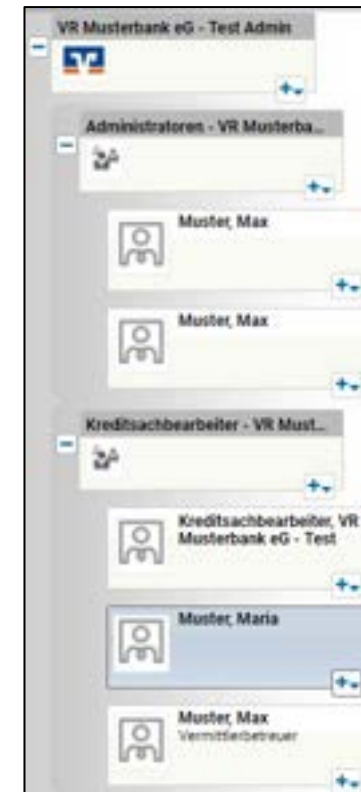 VR Musterbank eG - Test Admin
Administratoren - VR Musterba...
Muster, Max
Muster, Max
Kreditsachbearbeiter - VR Must...
Kreditsachbearbeiter, VR
Musterbank eG - Test
Muster, Maria
Muster, Max
Vermittlerbetreuer